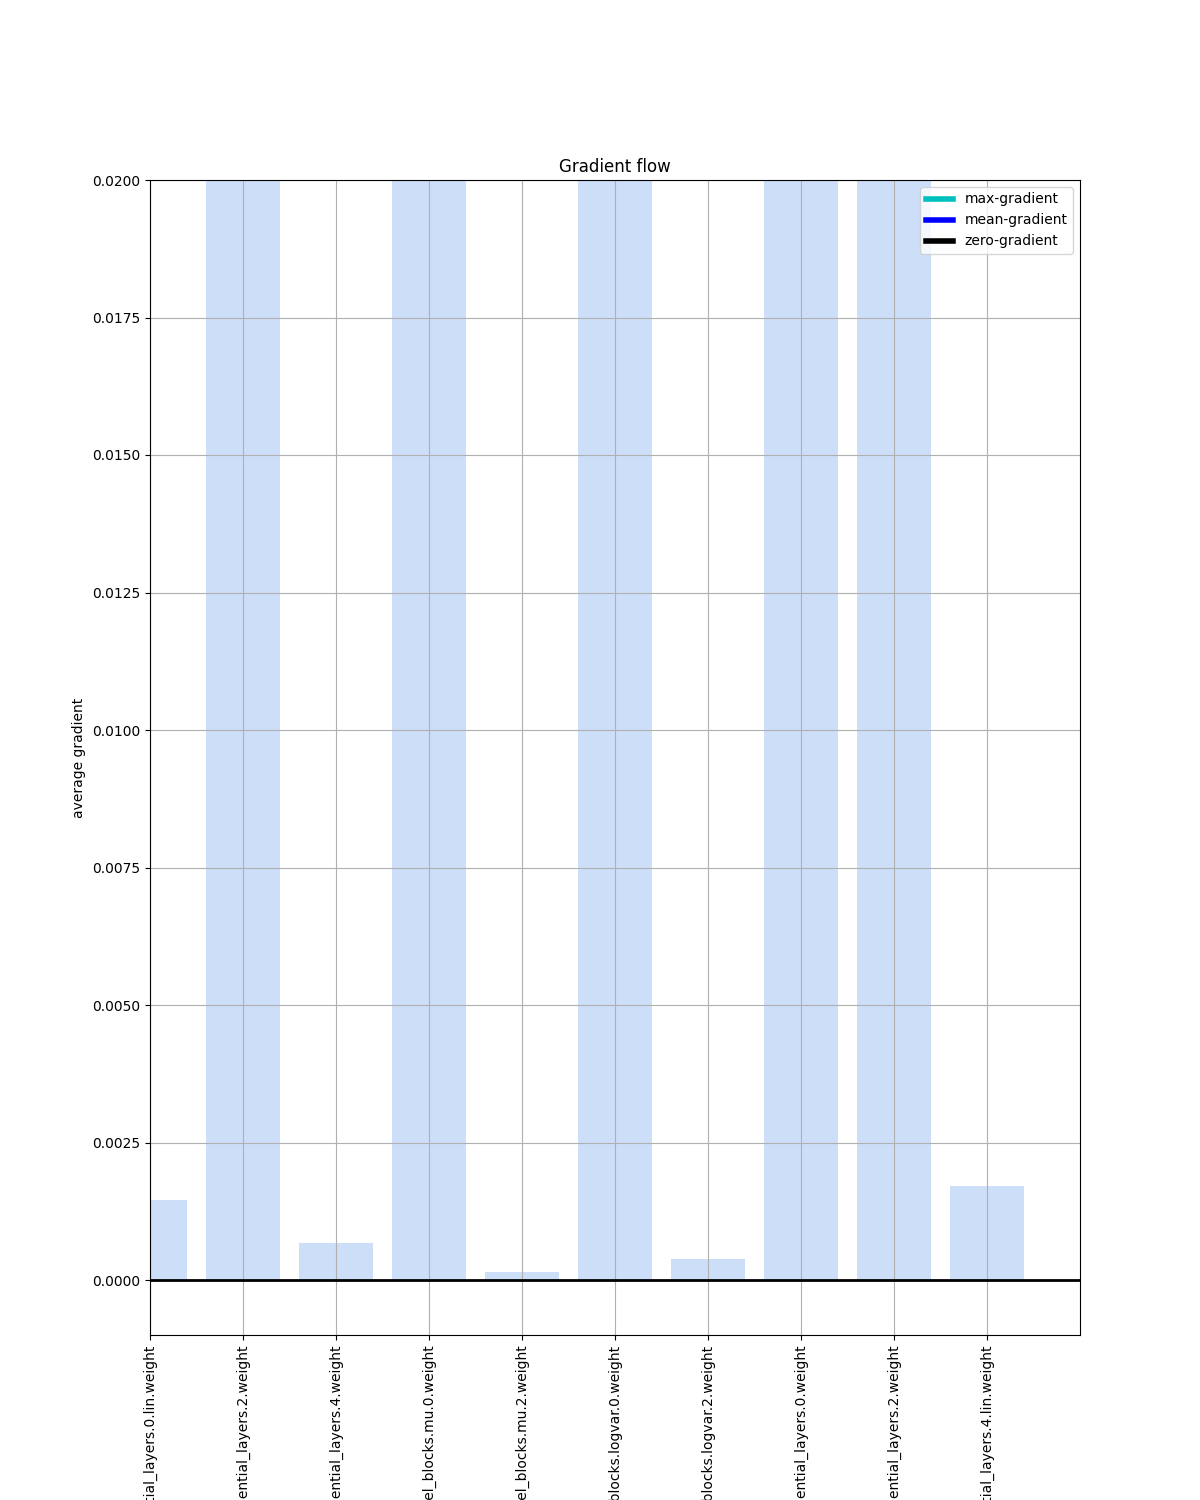 Gradient flow
max-gradient
mean-gradient
zero-gradient
0.0200
0.0175
0.0150
0.0125
0.0100
0.0075
0.0050
0.0025
0.0000
average gradient
tial_layers.0.lin.weight
ential_layers.2.weight
ential_layers.4.weight
el_blocks.mu.0.weight
el_blocks.mu.2.weight
blocks.logvar.0.weight
blocks.logvar.2.weight
ential_layers.0.weight
ential_layers.2.weight
tial_layers.4.lin.weight